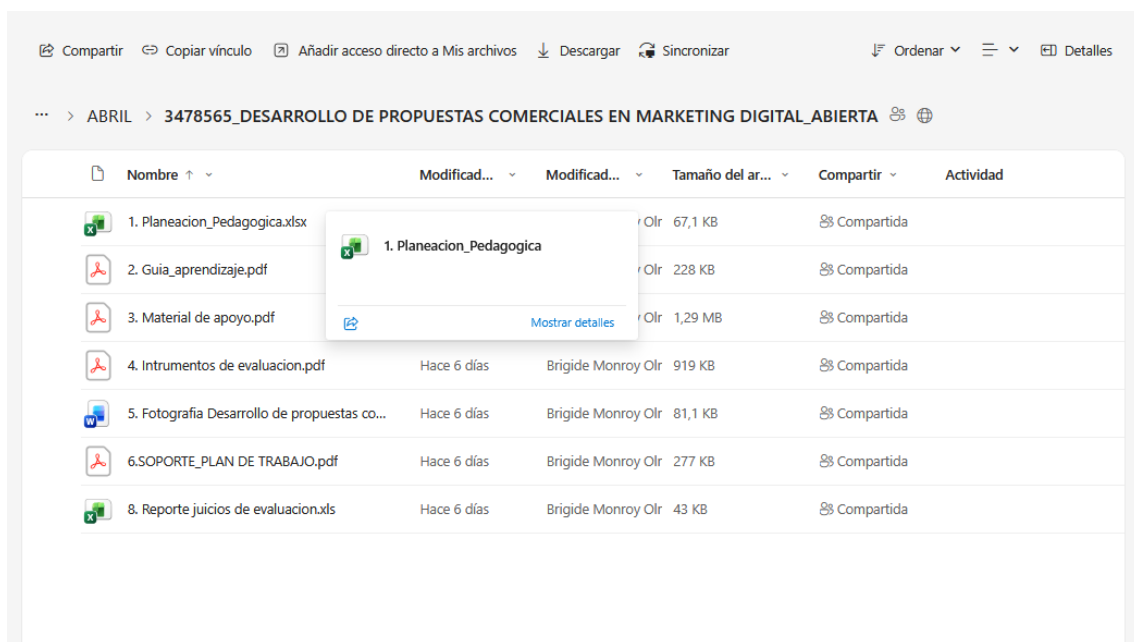 Compartir Copiar vínculo Añadir acceso directo a Mis archivos Descargar Sincronizar Ordenar Detalles
... > ABRIL > 3478565_DESARROLLO DE PROPUESTAS COMERCIALES EN MARKETING DIGITAL_ABIERTA
Nombre ↑ Modificad... Modificad... Tamaño del ar... Compartir Actividad
1. Planeacion_Pedagogica.xlsx Olr 67,1 KB Compartida
1. Planeacion_Pedagogica
2. Guia_aprendizaje.pdf Olr 228 KB Compartida
3. Material de apoyo.pdf Olr 1,29 MB Compartida
Mostrar detalles
4. Intrumentos de evaluacion.pdf Hace 6 días Brigide Monroy Olr 919 KB Compartida
5. Fotografia Desarrollo de propuestas co... Hace 6 días Brigide Monroy Olr 81,1 KB Compartida
6.SOPORTE_PLAN DE TRABAJO.pdf Hace 6 días Brigide Monroy Olr 277 KB Compartida
8. Reporte juicios de evaluacion.xls Hace 6 días Brigide Monroy Olr 43 KB Compartida